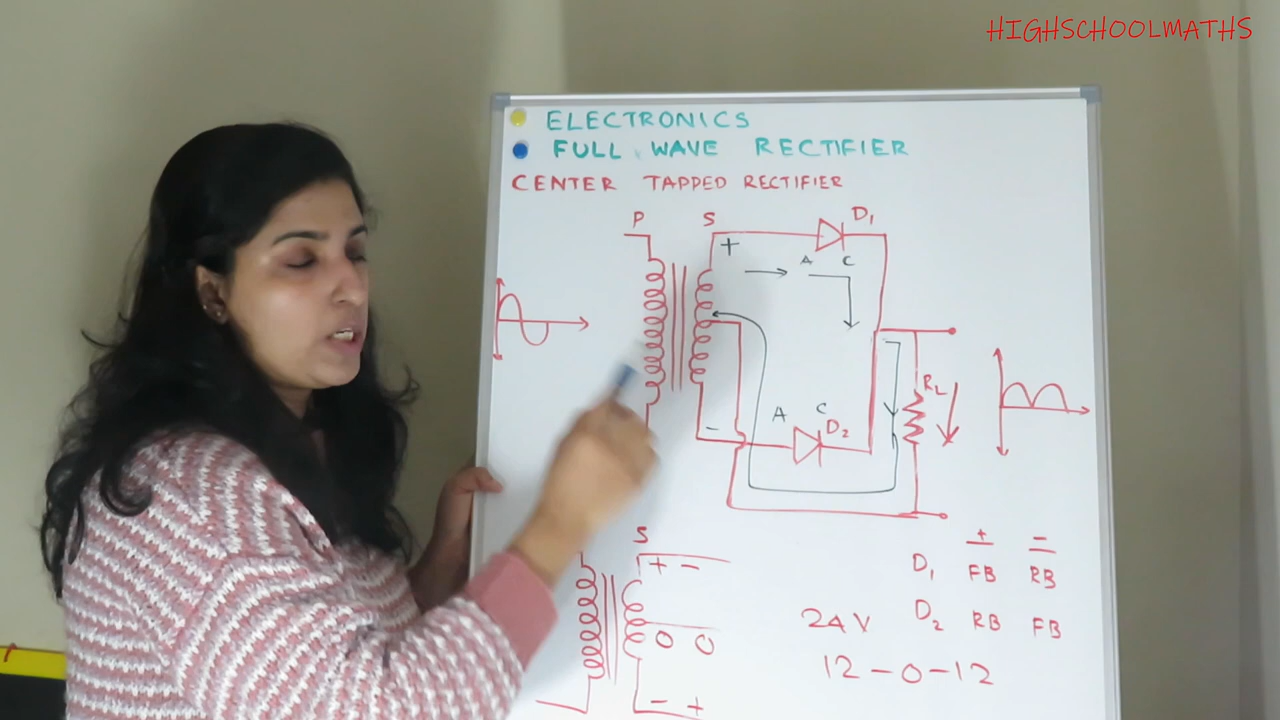 HIGHSCHOOLMATHS
ELECTRONICS
FULL WAVE RECTIFIER
CENTER TAPPED RECTIFIER
P S D1
+
A C
RL
A C
D2
-
S
+ -
0 0
- +
+ -
D1 FB RB
D2 RB FB
24V
12-0-12